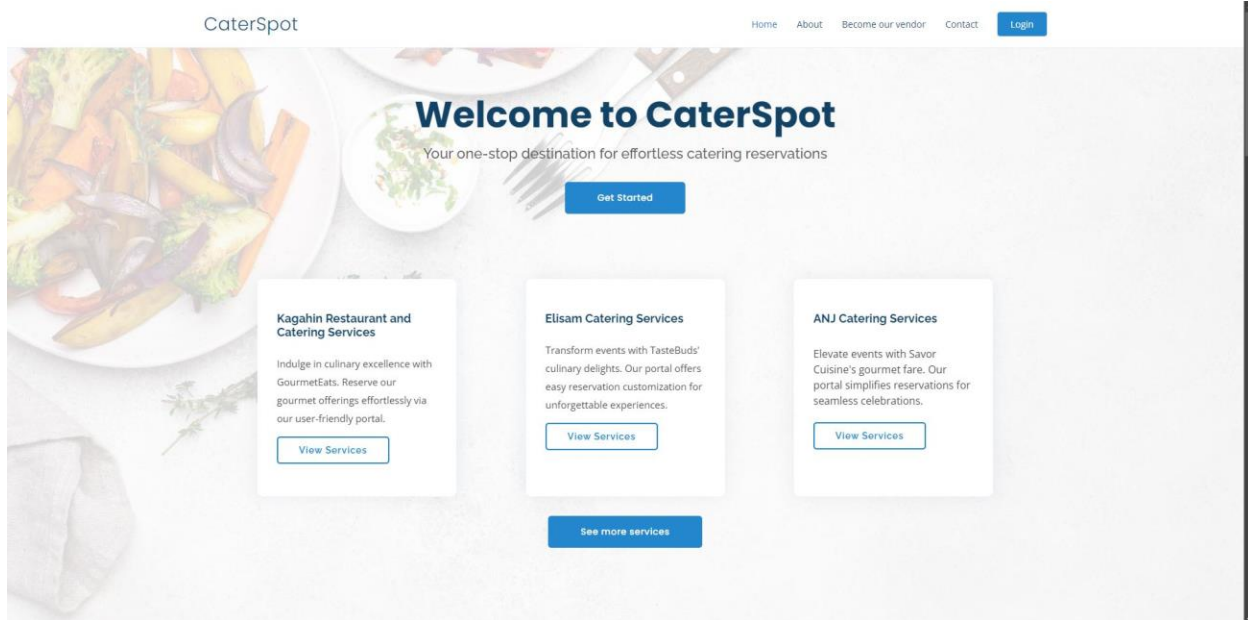 CaterSpot
Home About Become our vendor Contact Login
Welcome to CaterSpot
Your one-stop destination for effortless catering reservations
Get Started
Kagahin Restaurant and
Catering Services
Indulge in culinary excellence with
GourmetEats. Reserve our
gourmet offerings effortlessly via
our user-friendly portal.
View Services
Elisam Catering Services
Transform events with TasteBuds'
culinary delights. Our portal offers
easy reservation customization for
unforgettable experiences.
View Services
ANJ Catering Services
Elevate events with Savor
Cuisine's gourmet fare. Our
portal simplifies reservations for
seamless celebrations.
View Services
See more services